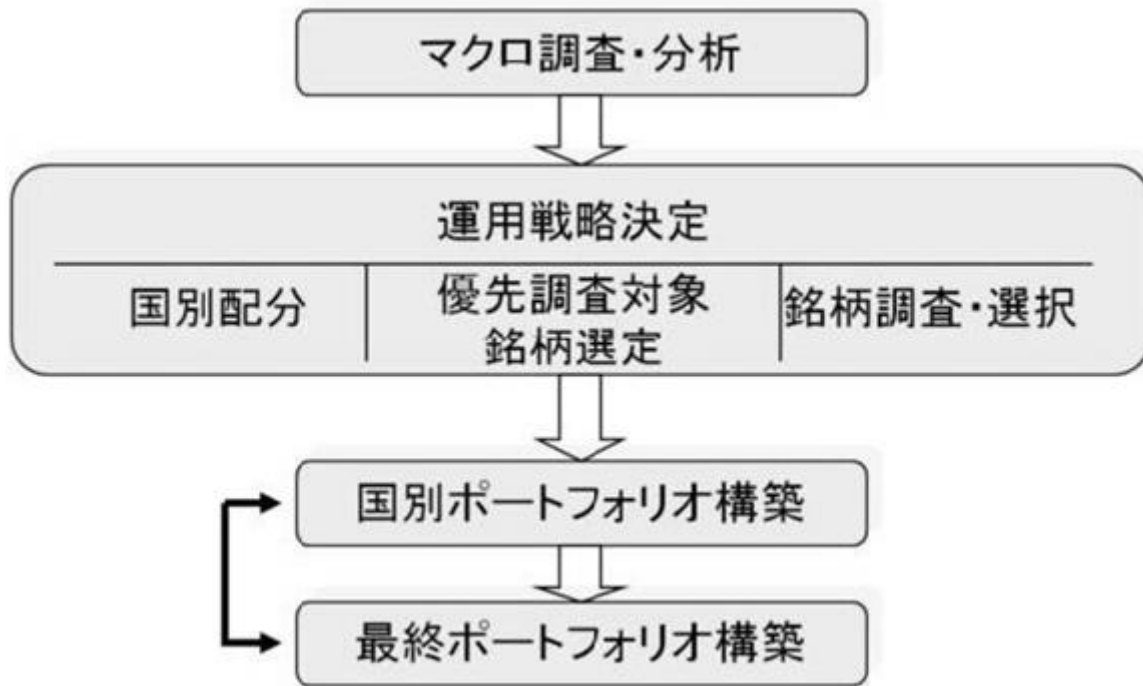 マクロ調査・分析
運用戦略決定
国別配分
優先調査対象
銘柄選定
銘柄調査・選択
国別ポートフォリオ構築
最終ポートフォリオ構築